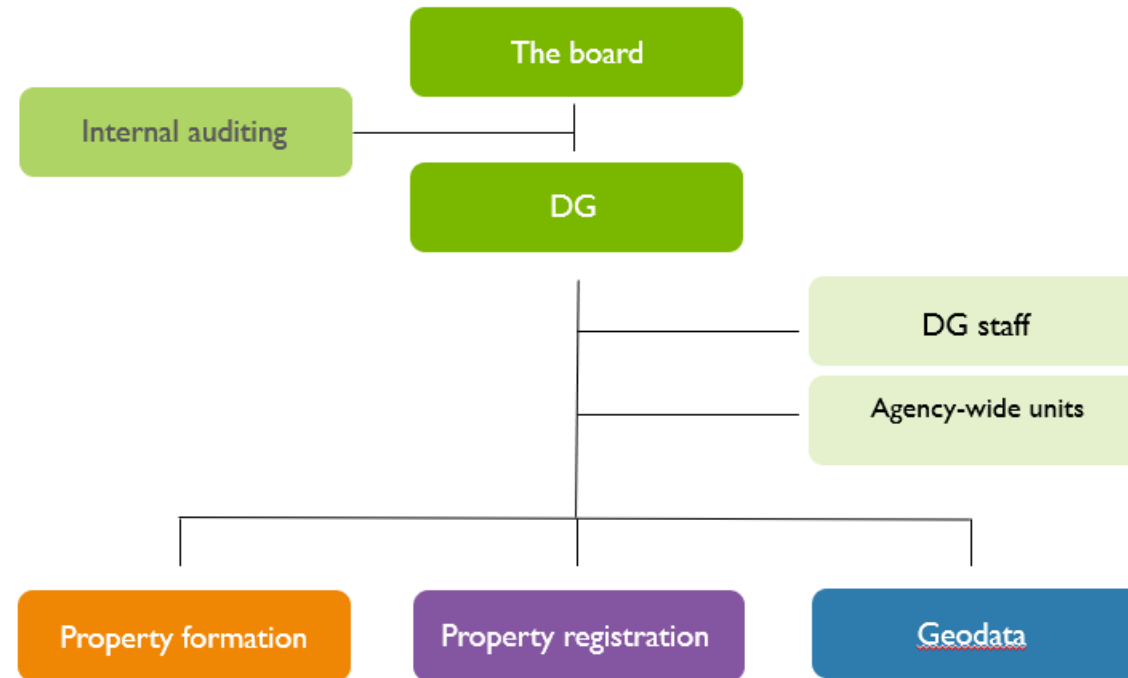 The board
Internal auditing
DG
DG staff
Agency-wide units
Property formation
Property registration
Geodata